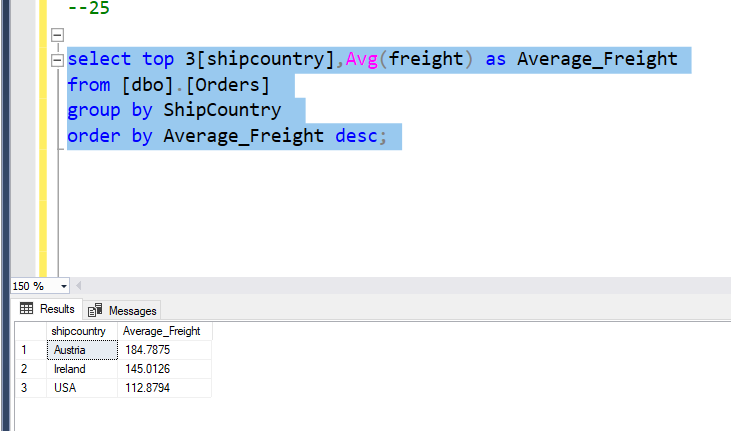 --25
select top 3[shipcountry],Avg(freight) as Average_Freight
from [dbo].[Orders]
group by ShipCountry
order by Average_Freight desc;
150 %
Results Messages
shipcountry Average_Freight
1 Austria 184.7875
2 Ireland 145.0126
3 USA 112.8794